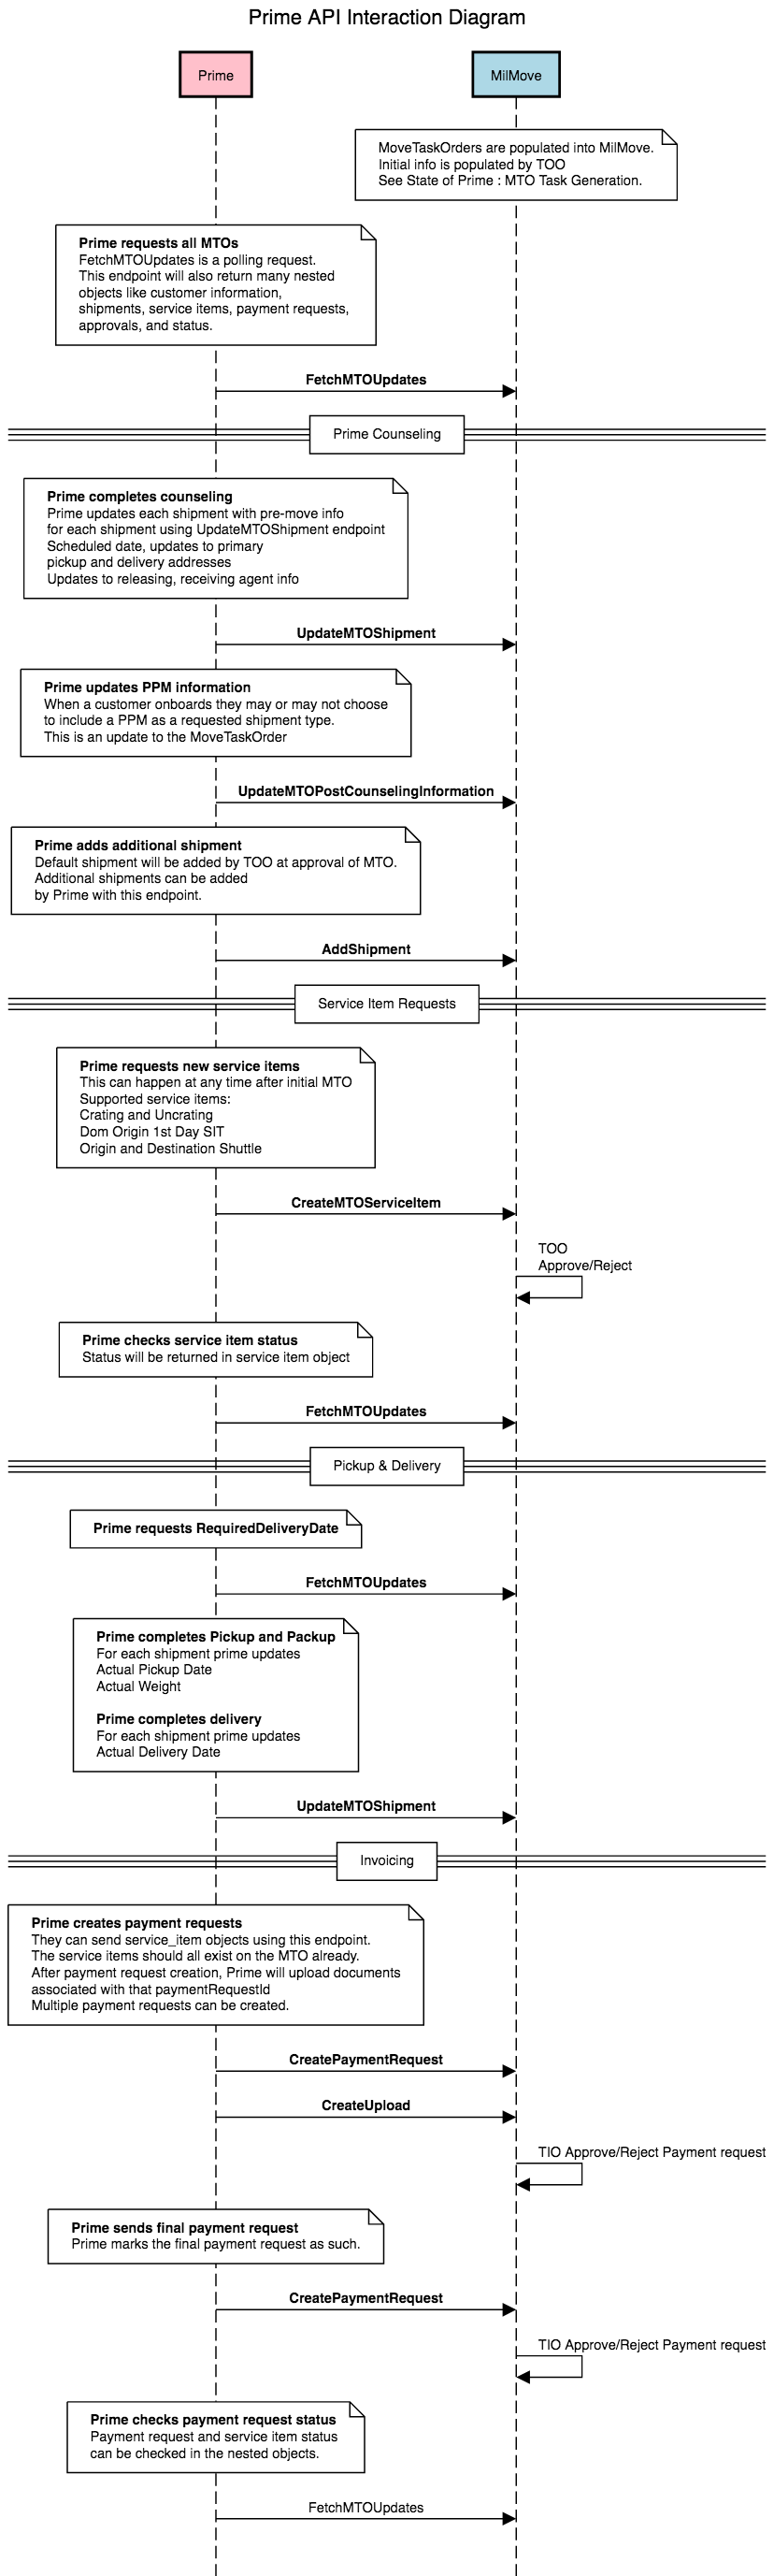 Prime API Interaction Diagram
Prime
MilMove
MoveTaskOrders are populated into MilMove.
Initial info is populated by TOO
See State of Prime : MTO Task Generation.
Prime requests all MTOs
FetchMTOUpdates is a polling request.
This endpoint will also return many nested
objects like customer information,
shipments, service items, payment requests,
approvals, and status.
FetchMTOUpdates
Prime Counseling
Prime completes counseling
Prime updates each shipment with pre-move info
for each shipment using UpdateMTOShipment endpoint
Scheduled date, updates to primary
pickup and delivery addresses
Updates to releasing, receiving agent info
UpdateMTOShipment
Prime updates PPM information
When a customer onboards they may or may not choose
to include a PPM as a requested shipment type.
This is an update to the MoveTaskOrder
UpdateMTOPostCounselingInformation
Prime adds additional shipment
Default shipment will be added by TOO at approval of MTO.
Additional shipments can be added
by Prime with this endpoint.
AddShipment
Service Item Requests
Prime requests new service items
This can happen at any time after initial MTO
Supported service items:
Crating and Uncrating
Dom Origin 1st Day SIT
Origin and Destination Shuttle
CreateMTOServiceItem
TOO
Approve/Reject
Prime checks service item status
Status will be returned in service item object
FetchMTOUpdates
Pickup & Delivery
Prime requests RequiredDeliveryDate
FetchMTOUpdates
Prime completes Pickup and Packup
For each shipment prime updates
Actual Pickup Date
Actual Weight
Prime completes delivery
For each shipment prime updates
Actual Delivery Date
UpdateMTOShipment
Invoicing
Prime creates payment requests
They can send service_item objects using this endpoint.
The service items should all exist on the MTO already.
After payment request creation, Prime will upload documents
associated with that paymentRequestId
Multiple payment requests can be created.
CreatePaymentRequest
CreateUpload
TIO Approve/Reject Payment request
Prime sends final payment request
Prime marks the final payment request as such.
CreatePaymentRequest
TIO Approve/Reject Payment request
Prime checks payment request status
Payment request and service item status
can be checked in the nested objects.
FetchMTOUpdates